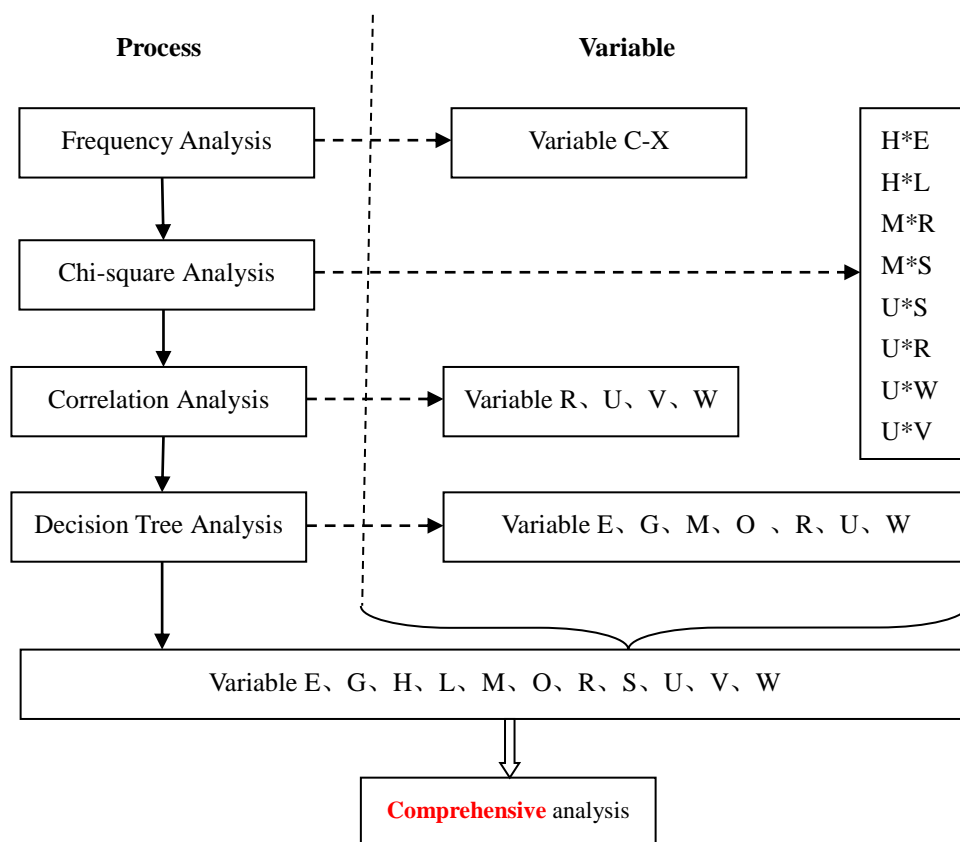 Process
Variable
Frequency Analysis
Variable C-X
H*E
H*L
M*R
M*S
U*S
U*R
U*W
U*V
Chi-square Analysis
Correlation Analysis
Variable R、U、V、W
Decision Tree Analysis
Variable E、G、M、O 、R、U、W
Variable E、G、H、L、M、O、R、S、U、V、W
Comprehensive analysis